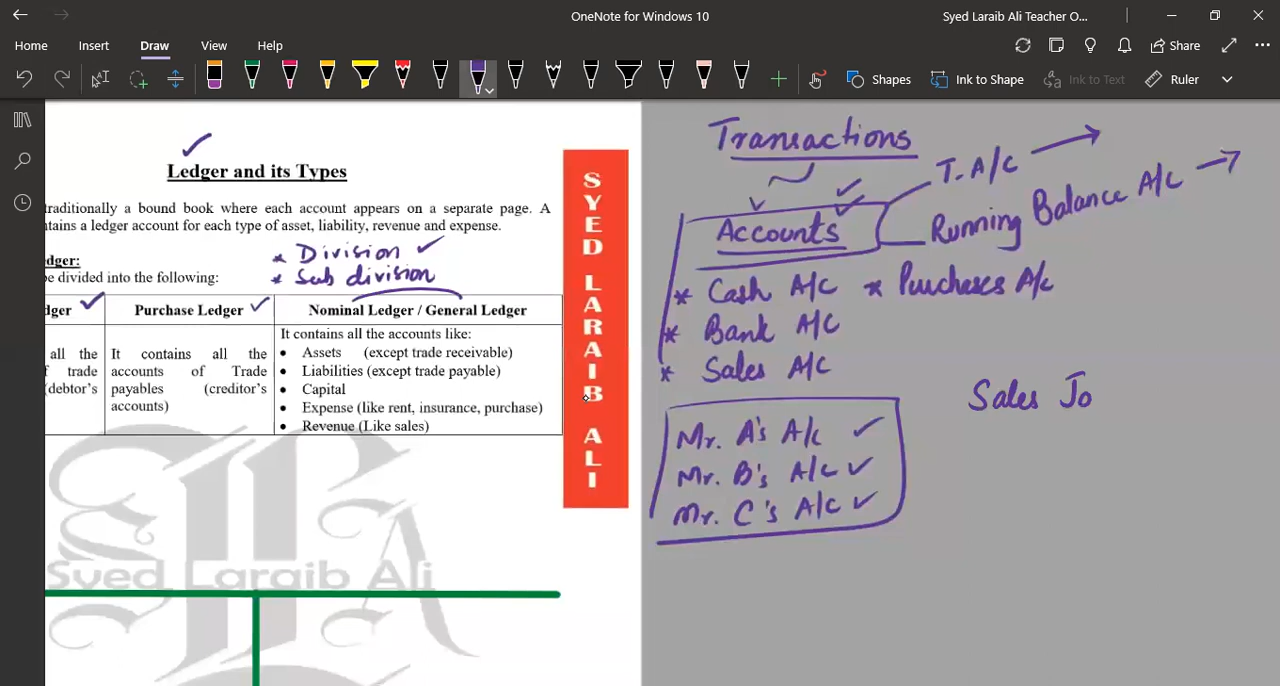 OneNote for Windows 10
Syed Laraib Ali Teacher O...
Home Insert Draw View Help
Share
Shapes Ink to Shape Ink to Text Ruler
Ledger and its Types
traditionally a bound book where each account appears on a separate page. A
ntains a ledger account for each type of asset, liability, revenue and expense.
* Division
edger:
be divided into the following:
* Sub division
dger
all the
f trade
(debtor's
Purchase Ledger
It contains all the
accounts of Trade
payables (creditor's
accounts)
Nominal Ledger / General Ledger
It contains all the accounts like:
• Assets (except trade receivable)
• Liabilities (except trade payable)
• Capital
• Expense (like rent, insurance, purchase)
• Revenue (Like sales)
SYED LARAIB ALI
Syed Laraib Ali
Transactions
T. A/c
Running Balance A/c
Accounts
* Cash A/c * Purchases A/c
* Bank A/c
* Sales A/c
Sales Jo
Mr. A's A/c
Mr. B's A/c
Mr. C's A/c